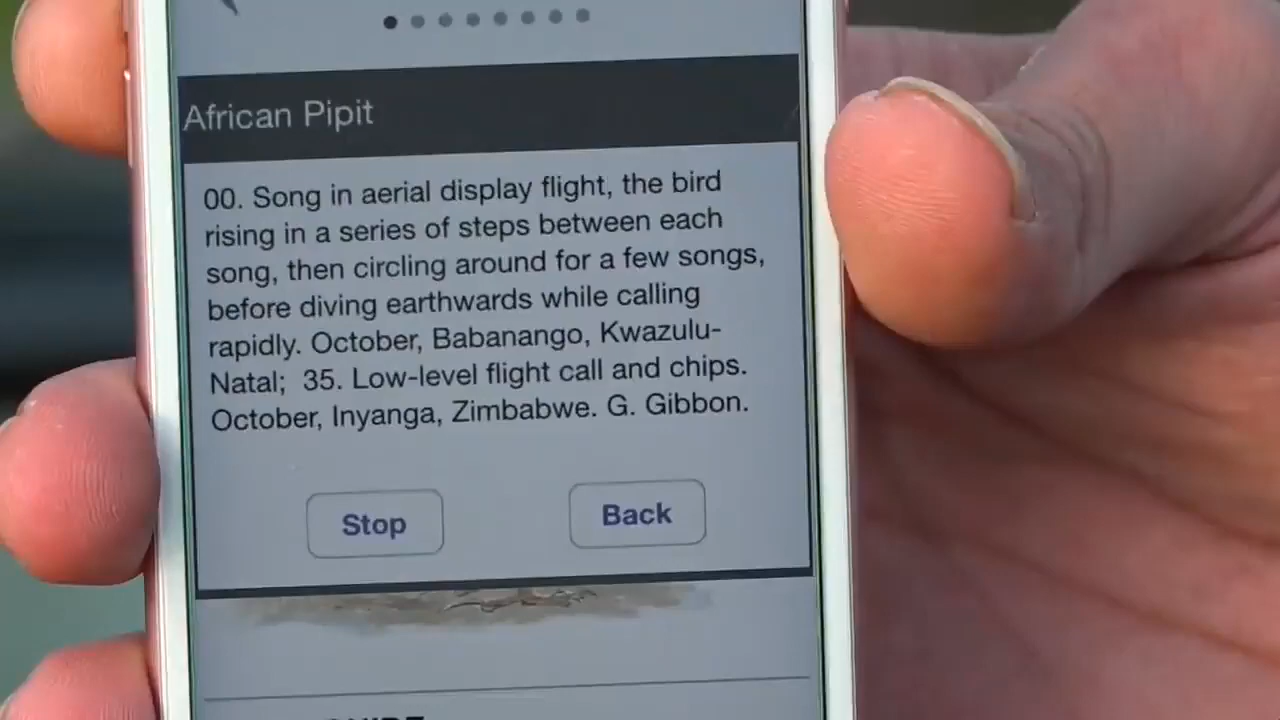 African Pipit
00. Song in aerial display flight, the bird
rising in a series of steps between each
song, then circling around for a few songs,
before diving earthwards while calling
rapidly. October, Babanango, Kwazulu-
Natal;  35. Low-level flight call and chips.
October, Inyanga, Zimbabwe. G. Gibbon.
Stop
Back